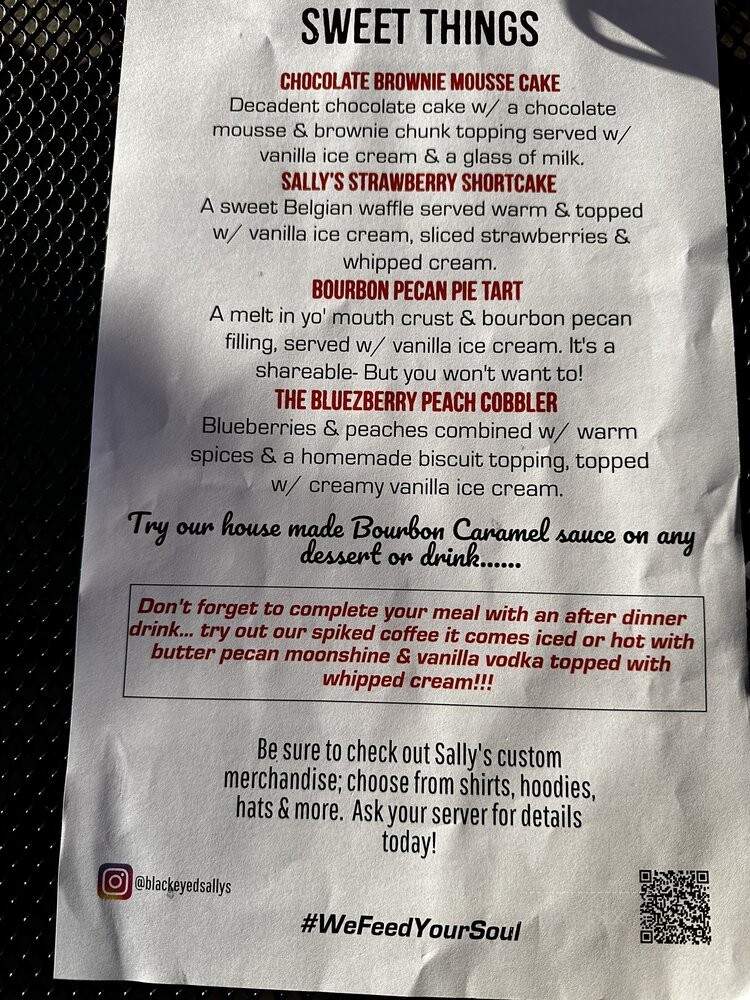 SWEET THINGS
CHOCOLATE BROWNIE MOUSSE CAKE
Decadent chocolate cake w/ a chocolate
mousse & brownie chunk topping served w/
vanilla ice cream & a glass of milk.
SALLY'S STRAWBERRY SHORTCAKE
A sweet Belgian waffle served warm & topped
w/ vanilla ice cream, sliced strawberries &
whipped cream.
BOURBON PECAN PIE TART
A melt in yo' mouth crust & bourbon pecan
filling, served w/ vanilla ice cream. It's a
shareable- But you won't want to!
THE BLUEZBERRY PEACH COBBLER
Blueberries & peaches combined w/ warm
spices & a homemade biscuit topping, topped
w/ creamy vanilla ice cream.
Try our house made Bourbon Caramel sauce on any
dessert or drink......
Don't forget to complete your meal with an after dinner
drink... try out our spiked coffee it comes iced or hot with
butter pecan moonshine & vanilla vodka topped with
whipped cream!!!
Be sure to check out Sally's custom
merchandise; choose from shirts, hoodies,
hats & more. Ask your server for details
today!
@blackeyedsallys
#WeFeedYourSoul